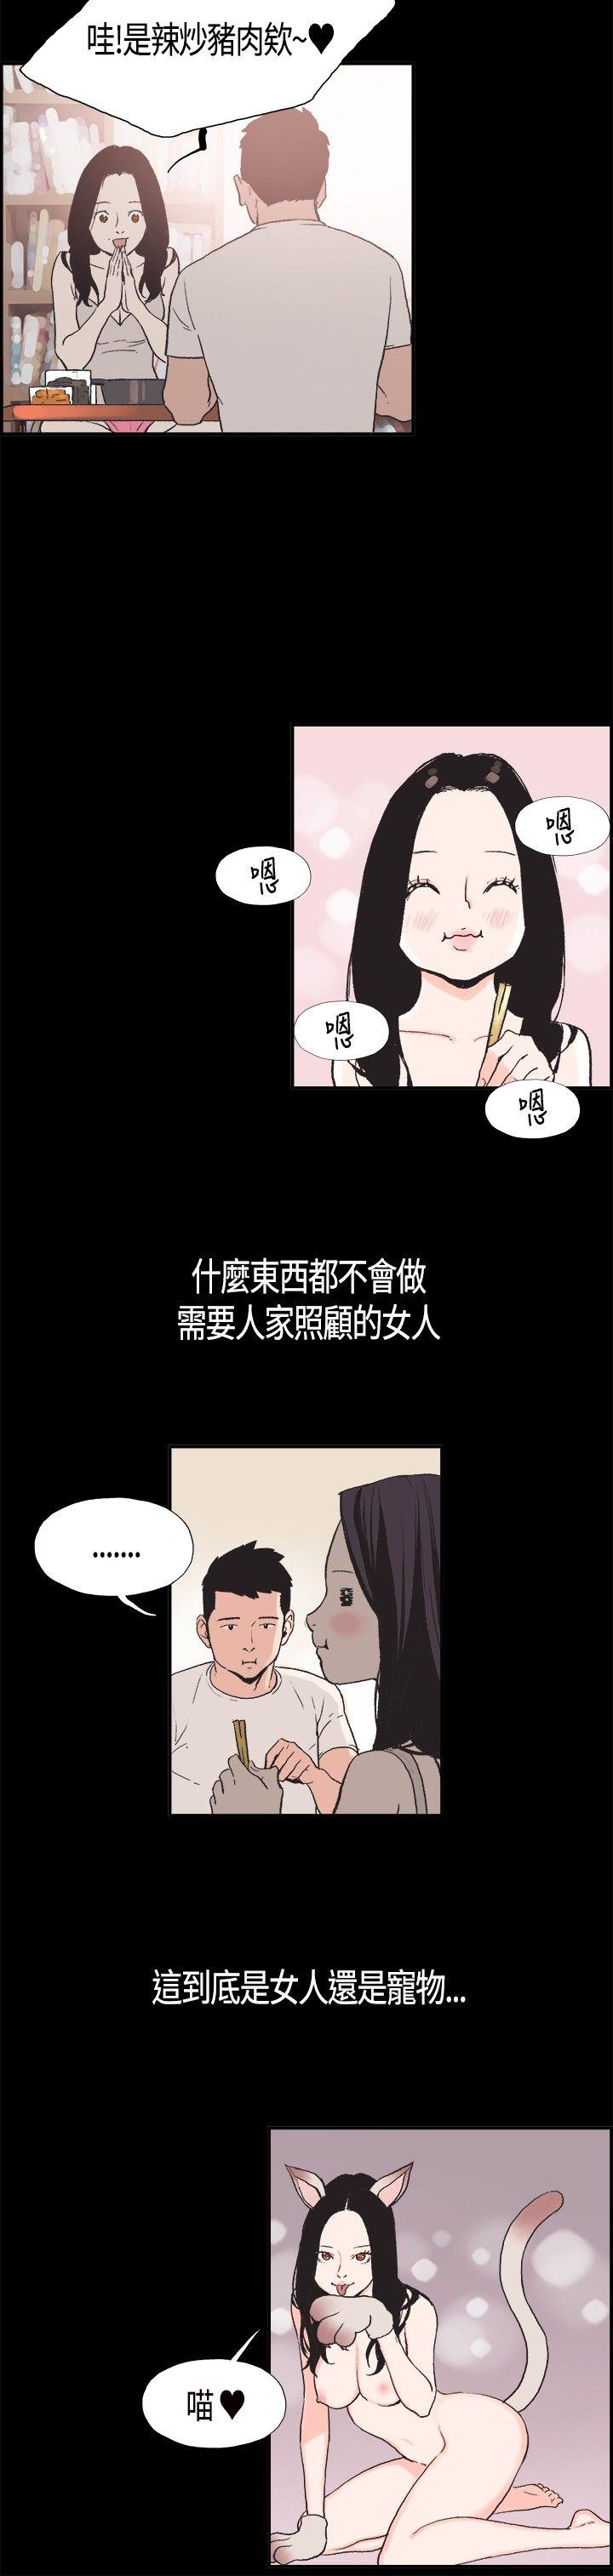 哇!是辣炒豬肉欸~♥
嗯
嗯
嗯
嗯
什麼東西都不會做
需要人家照顧的女人
.......
這到底是女人還是寵物...
喵♥